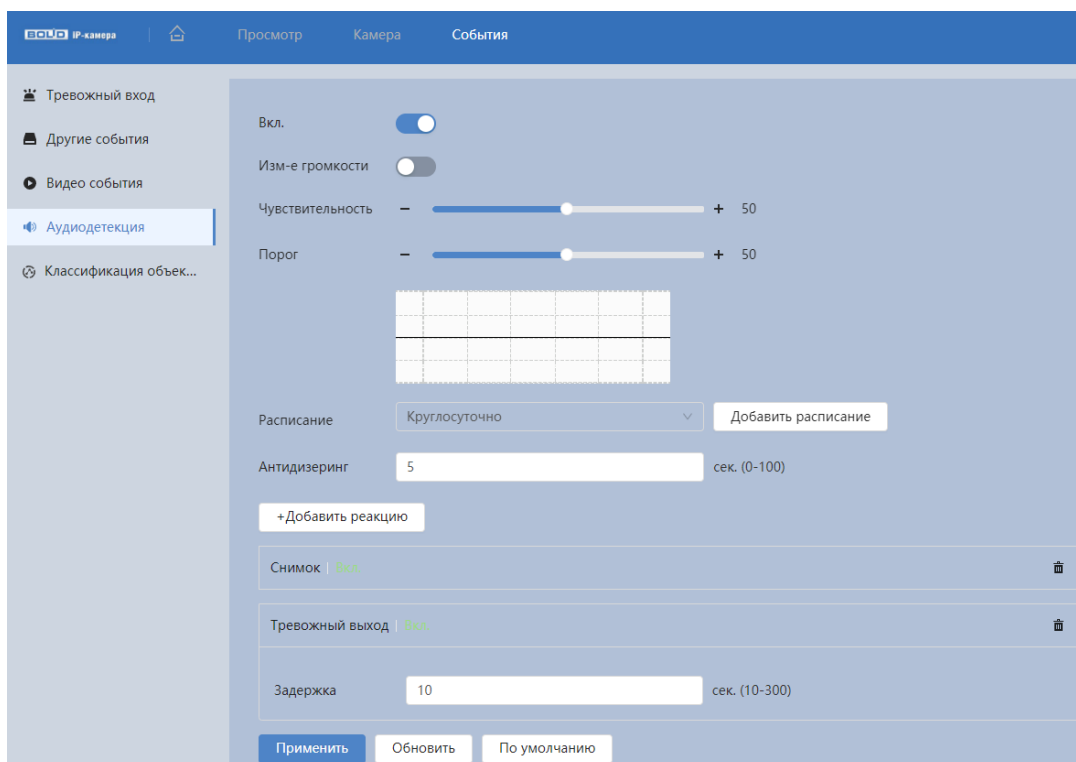 BOLID IP-камера Просмотр Камера События
Тревожный вход
Другие события
Видео события
Аудиодетекция
Классификация объек...
Вкл.
Изм-е громкости
Чувствительность − + 50
Порог − + 50
Расписание Круглосуточно Добавить расписание
Антидизеринг 5 сек. (0-100)
+Добавить реакцию
Снимок | Вкл.
Тревожный выход | Вкл.
Задержка 10 сек. (10-300)
Применить Обновить По умолчанию